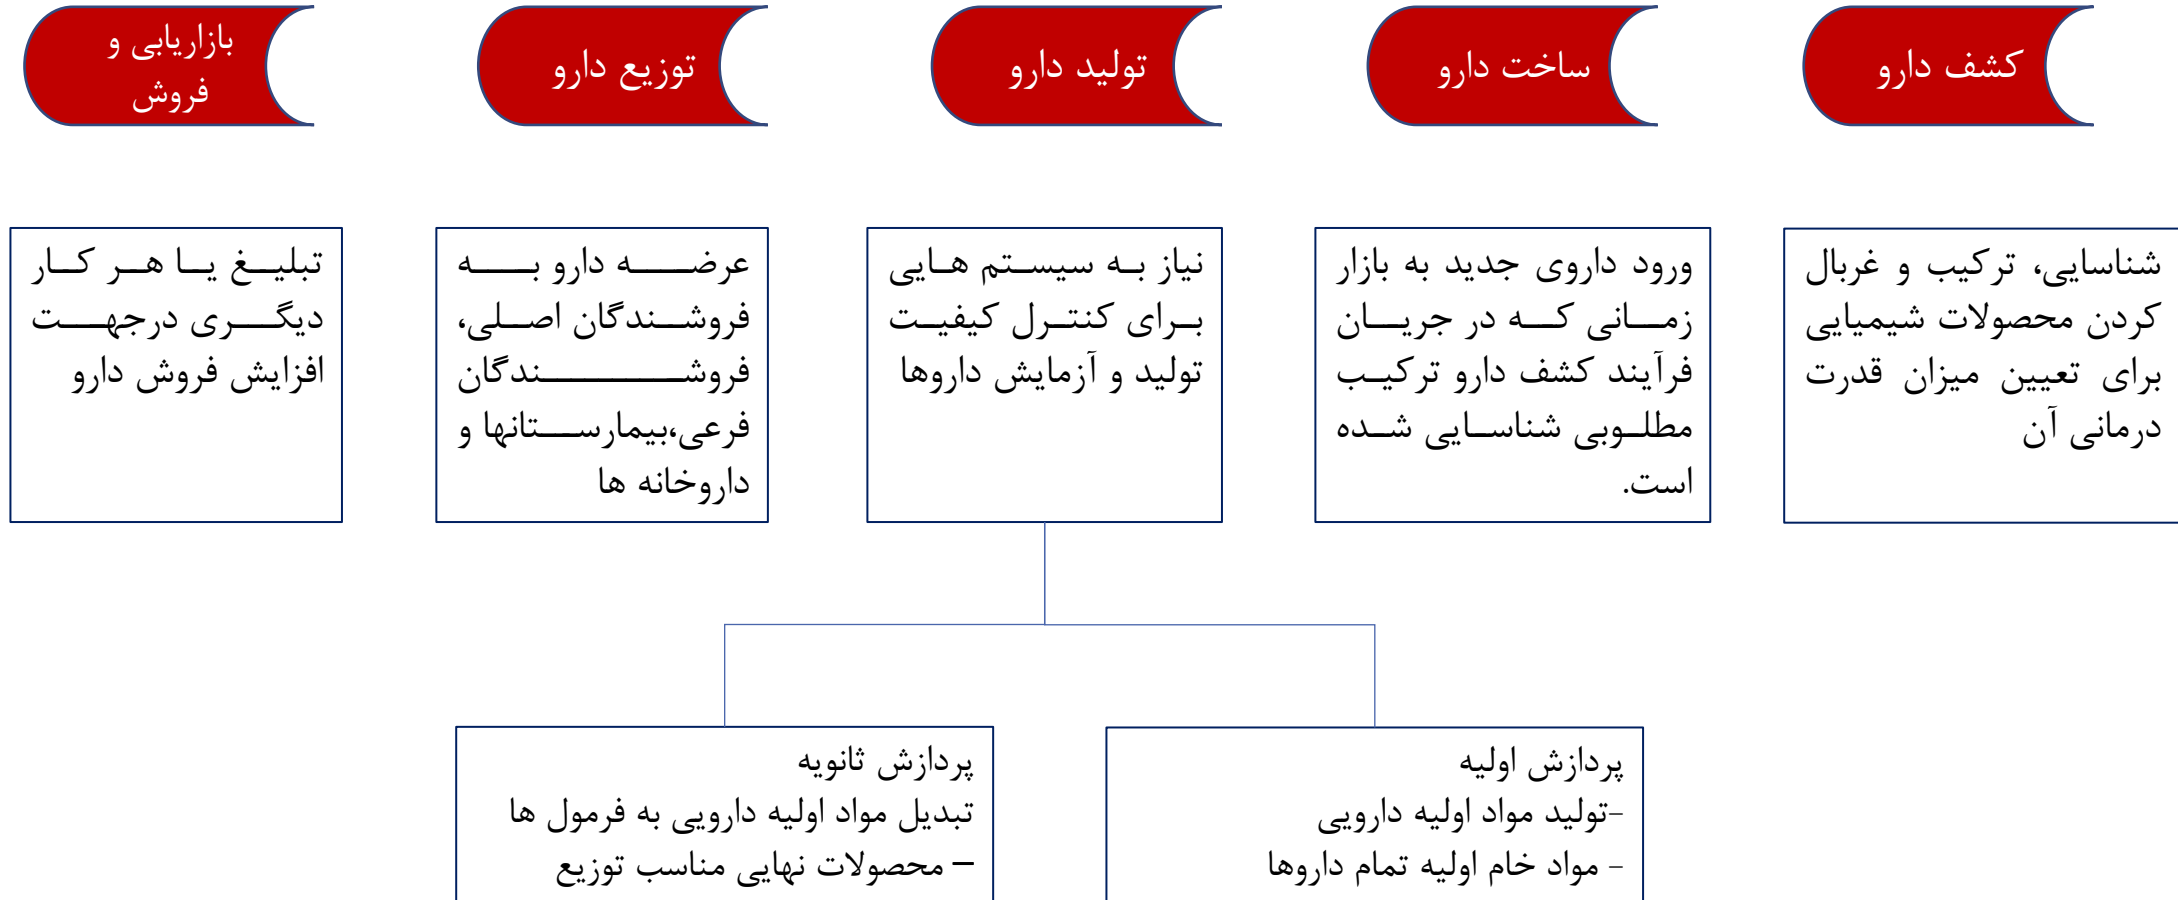 کشف دارو
ساخت دارو
تولید دارو
توزیع دارو
بازاریابی و
فروش
شناسایی، ترکیب و غربال
کردن محصولات شیمیایی
برای تعیین میزان قدرت
درمانی آن
ورود داروی جدید به بازار
زمانی که در جریان
فرآیند کشف دارو ترکیب
مطلوبی شناسایی شده
است.
نیاز به سیستم هایی
برای کنترل کیفیت
تولید و آزمایش داروها
عرضه دارو به
فروشندگان اصلی،
فروشندگان
فرعی،بیمارستانها و
داروخانه ها
تبلیغ یا هر کار
دیگری درجهت
افزایش فروش دارو
پردازش اولیه
-تولید مواد اولیه دارویی
- مواد خام اولیه تمام داروها
پردازش ثانویه
تبدیل مواد اولیه دارویی به فرمول ها
– محصولات نهایی مناسب توزیع